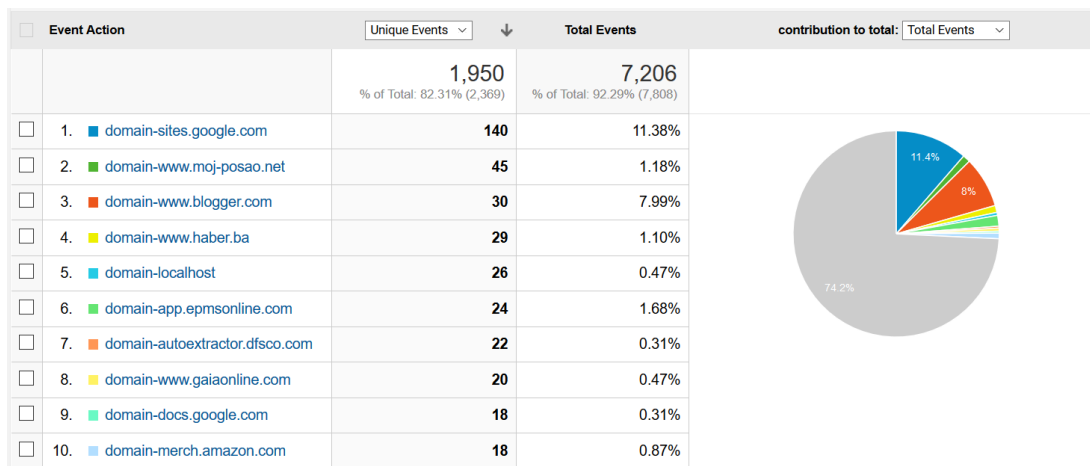 Event Action Unique Events Total Events contribution to total: Total Events
1,950 7,206
% of Total: 82.31% (2,369) % of Total: 92.29% (7,808)
1. domain-sites.google.com 140 11.38%
2. domain-www.moj-posao.net 45 1.18%
3. domain-www.blogger.com 30 7.99%
4. domain-www.haber.ba 29 1.10%
5. domain-localhost 26 0.47%
6. domain-app.epmsonline.com 24 1.68%
7. domain-autoextractor.dfsco.com 22 0.31%
8. domain-www.gaiaonline.com 20 0.47%
9. domain-docs.google.com 18 0.31%
10. domain-merch.amazon.com 18 0.87%
11.4%
8%
74.2%